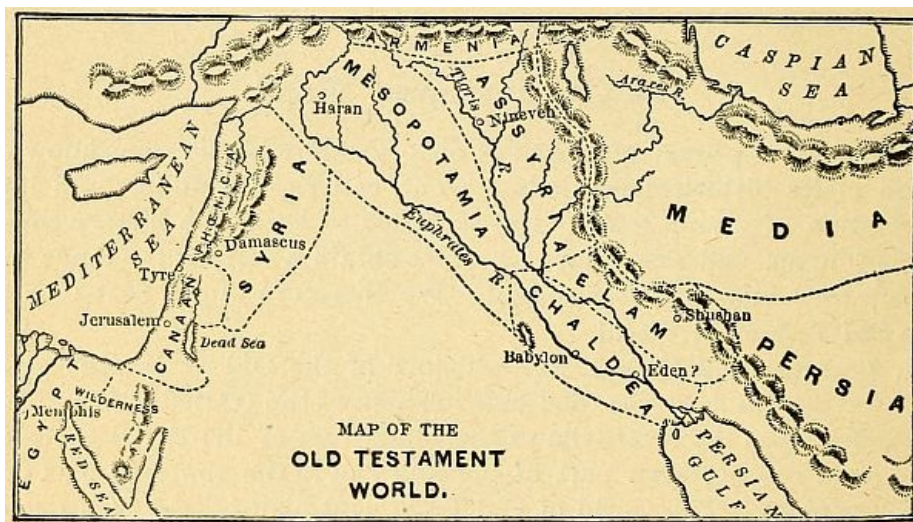 ARMENIA
CASPIAN
SEA
MESOPOTAMIA
ASSYRIA
Tigris
R.
Araxes R.
Haran
Nineveh
MEDITERRANEAN
SEA
PHŒNICIA
SYRIA
MEDIA
Damascus
Euphrates
R.
Tyre
ELAM
CHALDEA
Shushan
PERSIA
CANAAN
Jerusalem
Dead Sea
Babylon
Eden?
EGYPT
WILDERNESS
Memphis
RED SEA
PERSIAN
GULF
MAP OF THE
OLD TESTAMENT
WORLD.